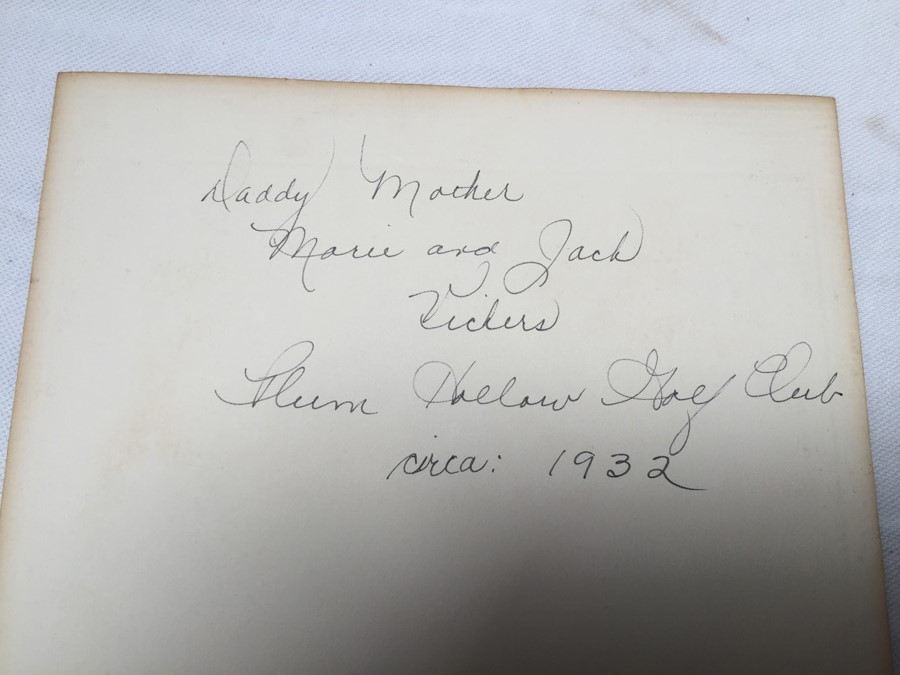 Daddy Mother
Marie and Jack
Vickers
Plum Hollow Golf Club
circa: 1932